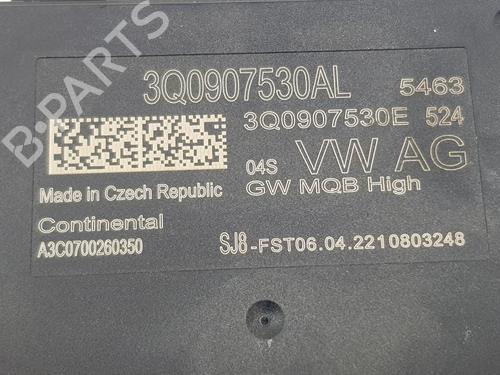 3Q0907530AL 5463
3Q0907530E 524
04S VW AG
Made in Czech Republic GW MQB High
Continental
A3C0700260350 SJ8-FST06.04.2210803248
B-PARTS